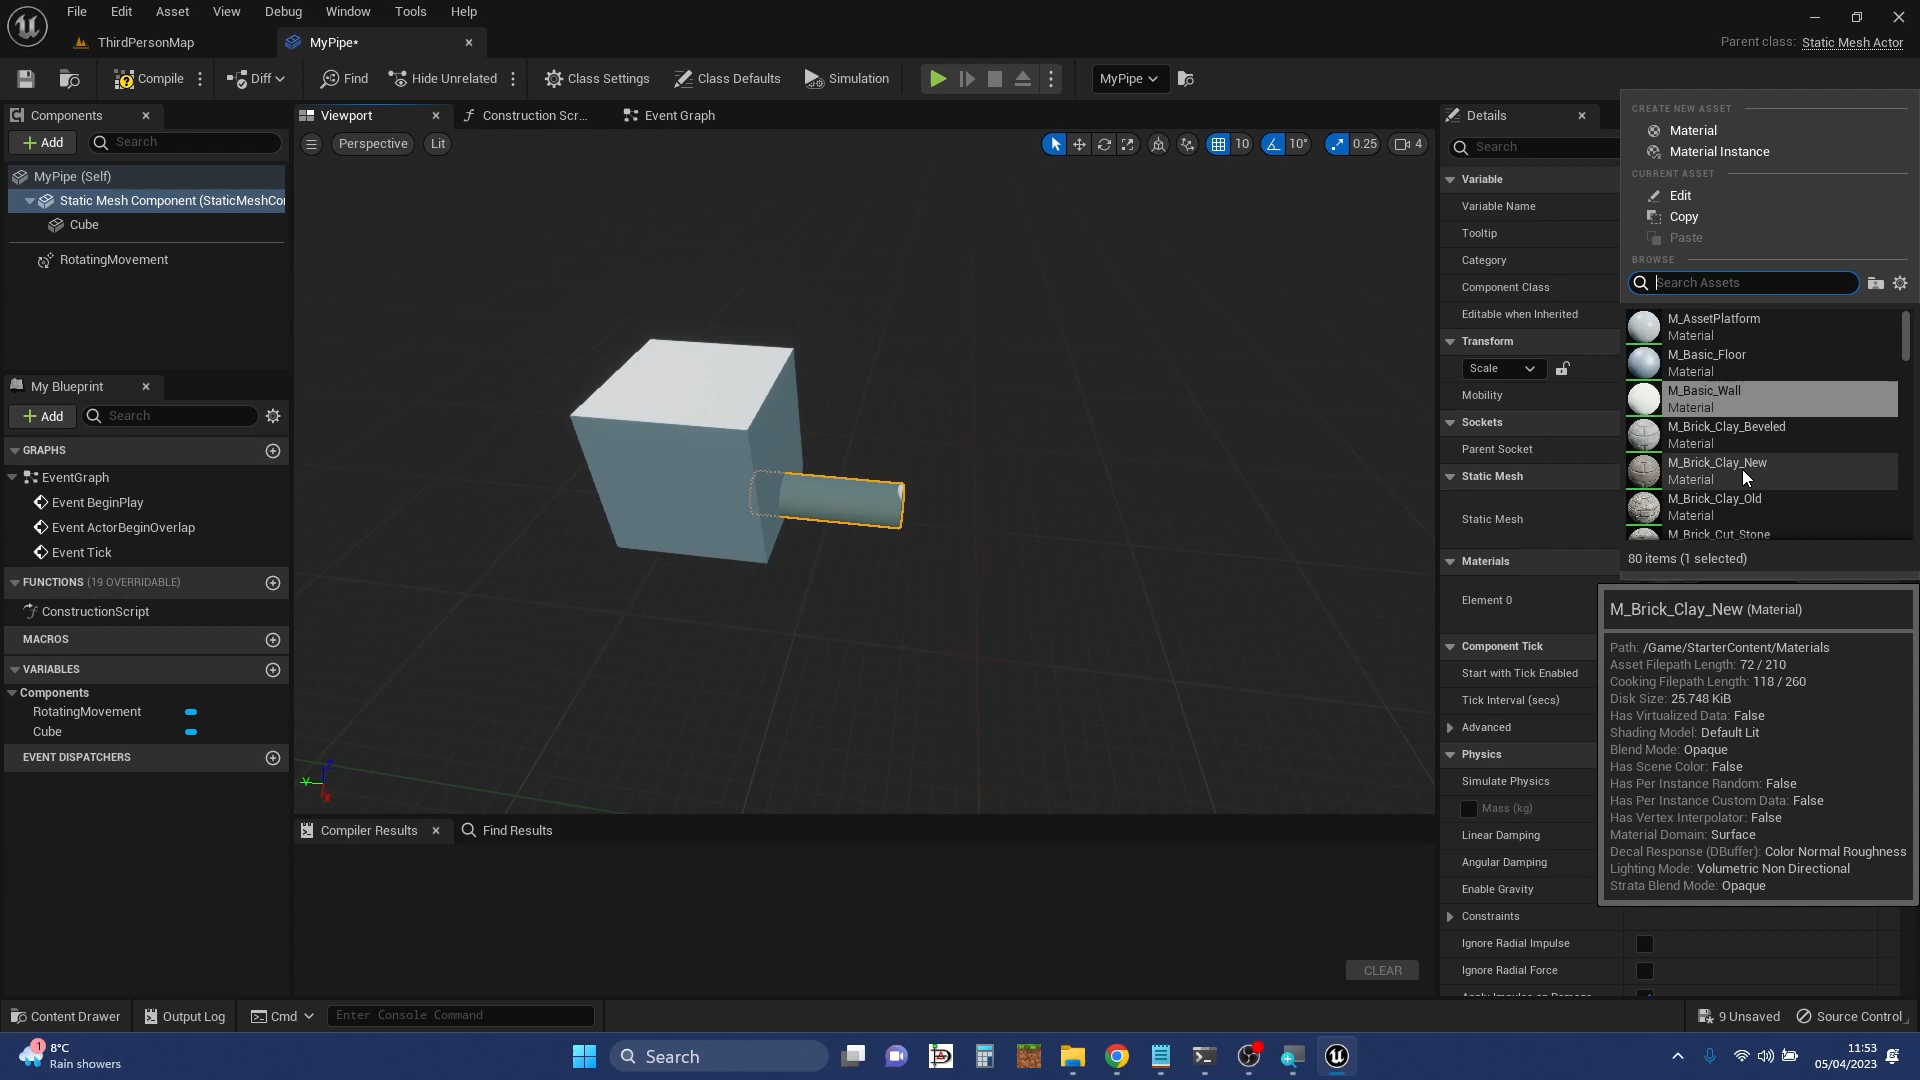 File Edit Asset View Debug Window Tools Help
ThirdPersonMap
MyPipe*
Parent class: Static Mesh Actor
Compile
Diff
Find
Hide Unrelated
Class Settings
Class Defaults
Simulation
MyPipe
Components
Add
Search
MyPipe (Self)
Static Mesh Component (StaticMeshCo
Cube
RotatingMovement
My Blueprint
Add
Search
GRAPHS
EventGraph
Event BeginPlay
Event ActorBeginOverlap
Event Tick
FUNCTIONS (19 OVERRIDABLE)
ConstructionScript
MACROS
VARIABLES
Components
RotatingMovement
Cube
EVENT DISPATCHERS
Viewport
Construction Scr...
Event Graph
Perspective
Lit
10
10°
0.25
4
Y
Z
X
Compiler Results
Find Results
CLEAR
Details
Search
Variable
Variable Name
Tooltip
Category
Component Class
Editable when Inherited
Transform
Scale
Mobility
Sockets
Parent Socket
Static Mesh
Static Mesh
Materials
Element 0
Component Tick
Start with Tick Enabled
Tick Interval (secs)
Advanced
Physics
Simulate Physics
Mass (kg)
Linear Damping
Angular Damping
Enable Gravity
Constraints
Ignore Radial Impulse
Ignore Radial Force
CREATE NEW ASSET
Material
Material Instance
CURRENT ASSET
Edit
Copy
Paste
BROWSE
Search Assets
M_AssetPlatform
Material
M_Basic_Floor
Material
M_Basic_Wall
Material
M_Brick_Clay_Beveled
Material
M_Brick_Clay_New
Material
M_Brick_Clay_Old
Material
M_Brick_Cut_Stone
80 items (1 selected)
M_Brick_Clay_New (Material)
Path: /Game/StarterContent/Materials
Asset Filepath Length: 72 / 210
Cooking Filepath Length: 118 / 260
Disk Size: 25.748 KiB
Has Virtualized Data: False
Shading Model: Default Lit
Blend Mode: Opaque
Has Scene Color: False
Has Per Instance Random: False
Has Per Instance Custom Data: False
Has Vertex Interpolator: False
Material Domain: Surface
Decal Response (DBuffer): Color Normal Roughness
Lighting Mode: Volumetric Non Directional
Strata Blend Mode: Opaque
Content Drawer
Output Log
Cmd
Enter Console Command
9 Unsaved
Source Control
1
8°C
Rain showers
Search
11:53
05/04/2023